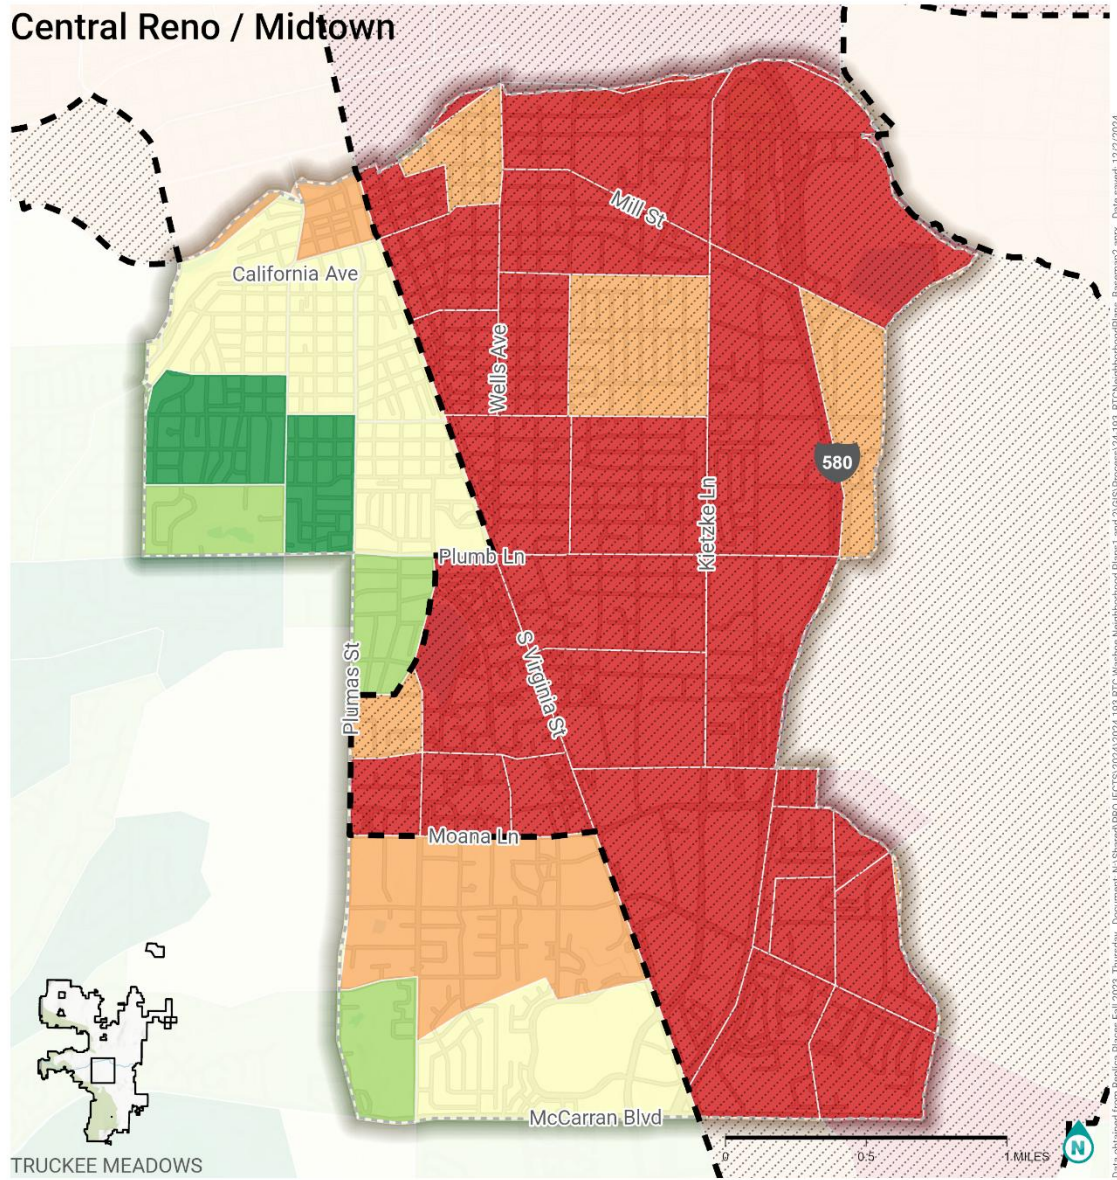 Central Reno / Midtown
Mill St
California Ave
Wells Ave
580
Kietzke Ln
Plumb Ln
S Virginia St
Plumas St
Moana Ln
McCarran Blvd
0 0.5 1 MILES
N
TRUCKEE MEADOWS